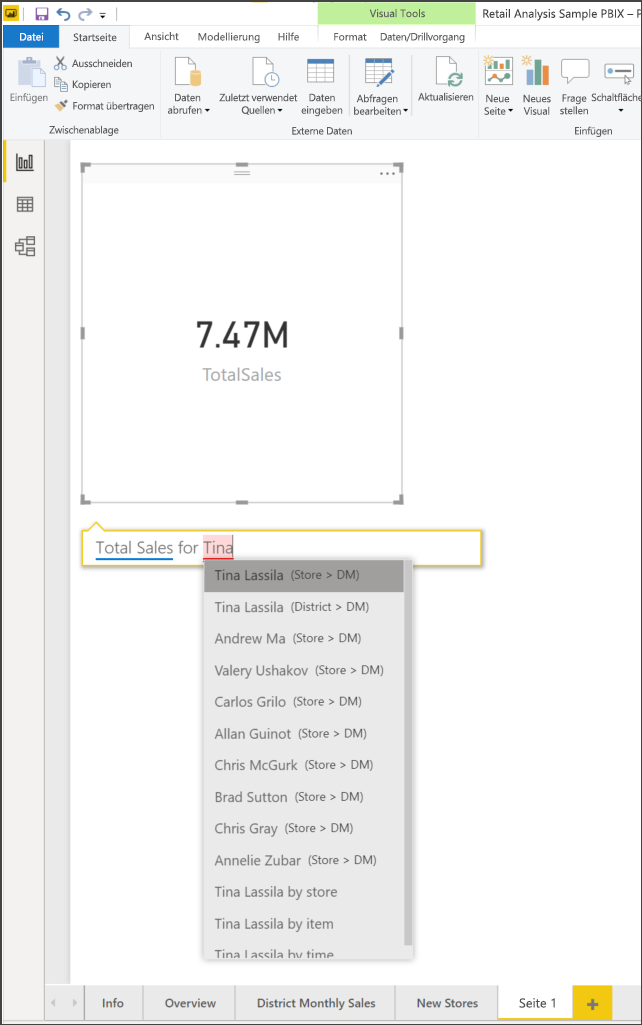 Visual Tools
Retail Analysis Sample PBIX – P
Datei
Startseite
Ansicht
Modellierung
Hilfe
Format
Daten/Drillvorgang
Einfügen
Ausschneiden
Kopieren
Format übertragen
Zwischenablage
Daten
abrufen
Zuletzt verwendet
Quellen
Daten
eingeben
Abfragen
bearbeiten
Externe Daten
Aktualisieren
Neue
Seite
Neues
Visual
Frage
stellen
Schaltfläche
Einfügen
7.47M
TotalSales
Total Sales for Tina
Tina Lassila (Store > DM)
Tina Lassila (District > DM)
Andrew Ma (Store > DM)
Valery Ushakov (Store > DM)
Carlos Grilo (Store > DM)
Allan Guinot (Store > DM)
Chris McGurk (Store > DM)
Brad Sutton (Store > DM)
Chris Gray (Store > DM)
Annelie Zubar (Store > DM)
Tina Lassila by store
Tina Lassila by item
Tina Lassila by time
Info
Overview
District Monthly Sales
New Stores
Seite 1
+